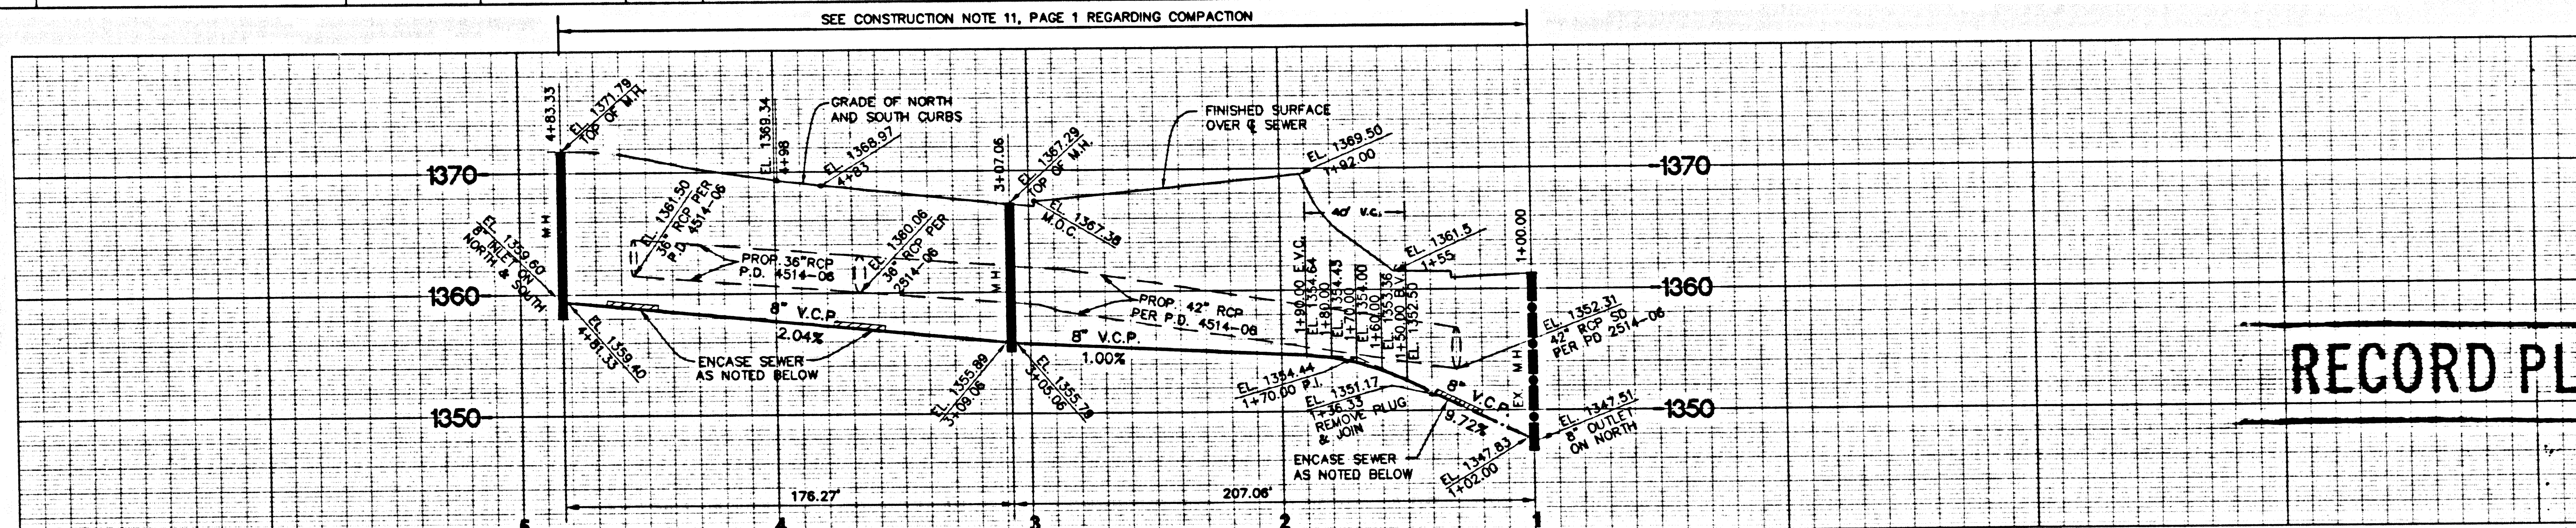 SEE CONSTRUCTION NOTE 11, PAGE 1 REGARDING COMPACTION
4+83.33
EL. 1371.79
TOP OF M.H.
EL. 1369.34
4+98
GRADE OF NORTH
AND SOUTH CURBS
EL. 1368.97
4+83
3+07.06
EL. 1367.29
TOP OF M.H.
FINISHED SURFACE
OVER ℄ SEWER
EL. 1369.50
1+92.00
1370
1370
M H
EL. 1361.50
36" RCP PER
P.D. 4514-06
EL. 1367.38
M.O.C.
40' V.C.
EL. 1361.5
1+55
1+00.00
EL. 1359.60
8" INLET ON
NORTH & SOUTH
PROP. 36" RCP
P.D. 4514-06
EL. 1360.06
36" RCP PER
2514-06
M H
1+90.00 E.V.C.
EL. 1354.64
1+80.00
EL. 1354.43
1+70.00
EL. 1354.00
1+60.00
EL. 1353.36
1+50.00 B.V.C.
EL. 1352.50
1360
1360
PROP. 42" RCP
PER P.D. 4514-06
EL. 1352.31
42" RCP SD
PER PD 2514-06
8" V.C.P.
2.04%
8" V.C.P.
1.00%
EL. 1359.40
4+81.33
ENCASE SEWER
AS NOTED BELOW
EL. 1355.89
3+09.06
EL. 1355.78
3+05.06
EL. 1354.44
1+70.00 P.I.
EL. 1351.17
1+36.33
REMOVE PLUG
& JOIN
8" V.C.P.
9.72%
EX. M H
1350
1350
EL. 1347.51
8" OUTLET
ON NORTH
ENCASE SEWER
AS NOTED BELOW
EL. 1347.83
1+02.00
176.27'
207.06'
5
4
3
2
1
RECORD PL